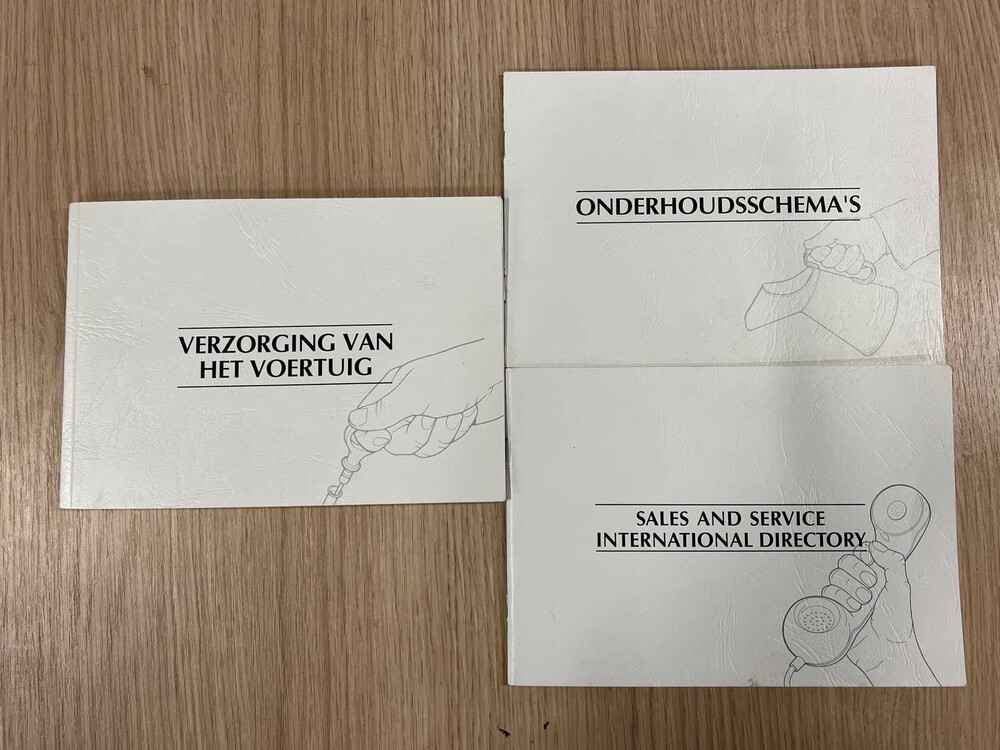 VERZORGING VAN
HET VOERTUIG
ONDERHOUDSSCHEMA'S
SALES AND SERVICE
INTERNATIONAL DIRECTORY